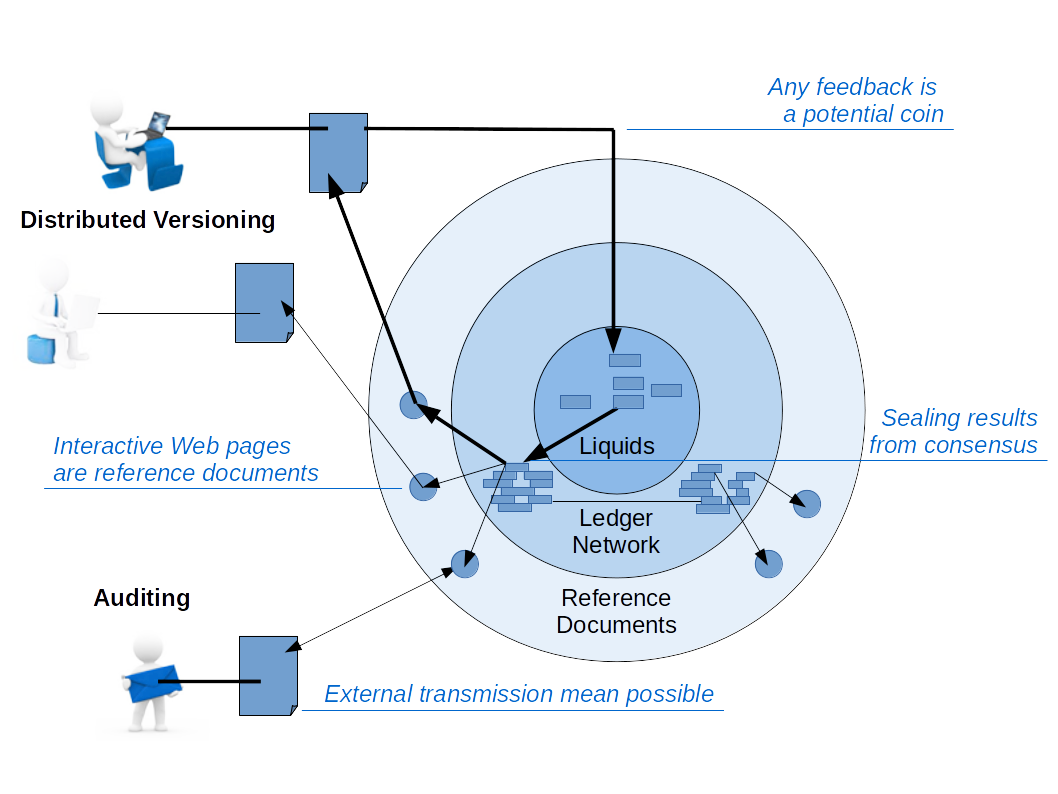 Any feedback is
a potential coin
Distributed Versioning
Sealing results
from consensus
Interactive Web pages
are reference documents
Liquids
Ledger
Network
Auditing
Reference
Documents
External transmission mean possible